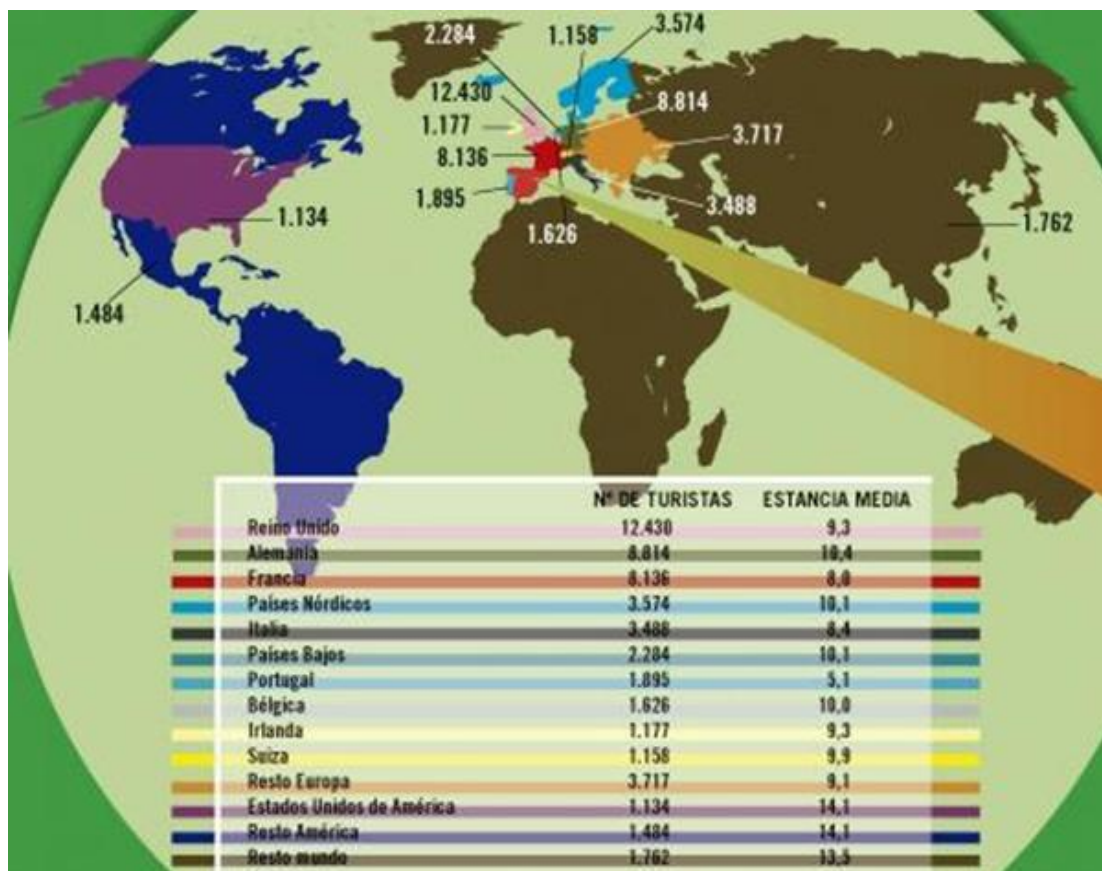 2.284
1.158
3.574
12.430
8.814
1.177
3.717
8.136
1.895
3.488
1.134
1.626
1.762
1.484
Nº DE TURISTAS ESTANCIA MEDIA
Reino Unido 12.430 9,3
Alemania 8.814 10,4
Francia 8.136 8,0
Países Nórdicos 3.574 10,1
Italia 3.488 8,4
Países Bajos 2.284 10,1
Portugal 1.895 5,1
Bélgica 1.626 10,0
Irlanda 1.177 9,3
Suiza 1.158 9,9
Resto Europa 3.717 9,1
Estados Unidos de América 1.134 14,1
Resto América 1.484 14,1
Resto mundo 1.762 13,5